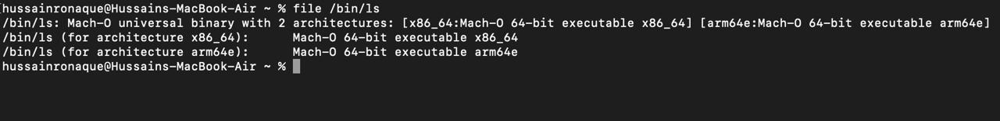 [hussainronaque@Hussains-MacBook-Air ~ % file /bin/ls
/bin/ls: Mach-O universal binary with 2 architectures: [x86_64:Mach-O 64-bit executable x86_64] [arm64e:Mach-O 64-bit executable arm64e]
/bin/ls (for architecture x86_64):	Mach-O 64-bit executable x86_64
/bin/ls (for architecture arm64e):	Mach-O 64-bit executable arm64e
hussainronaque@Hussains-MacBook-Air ~ %